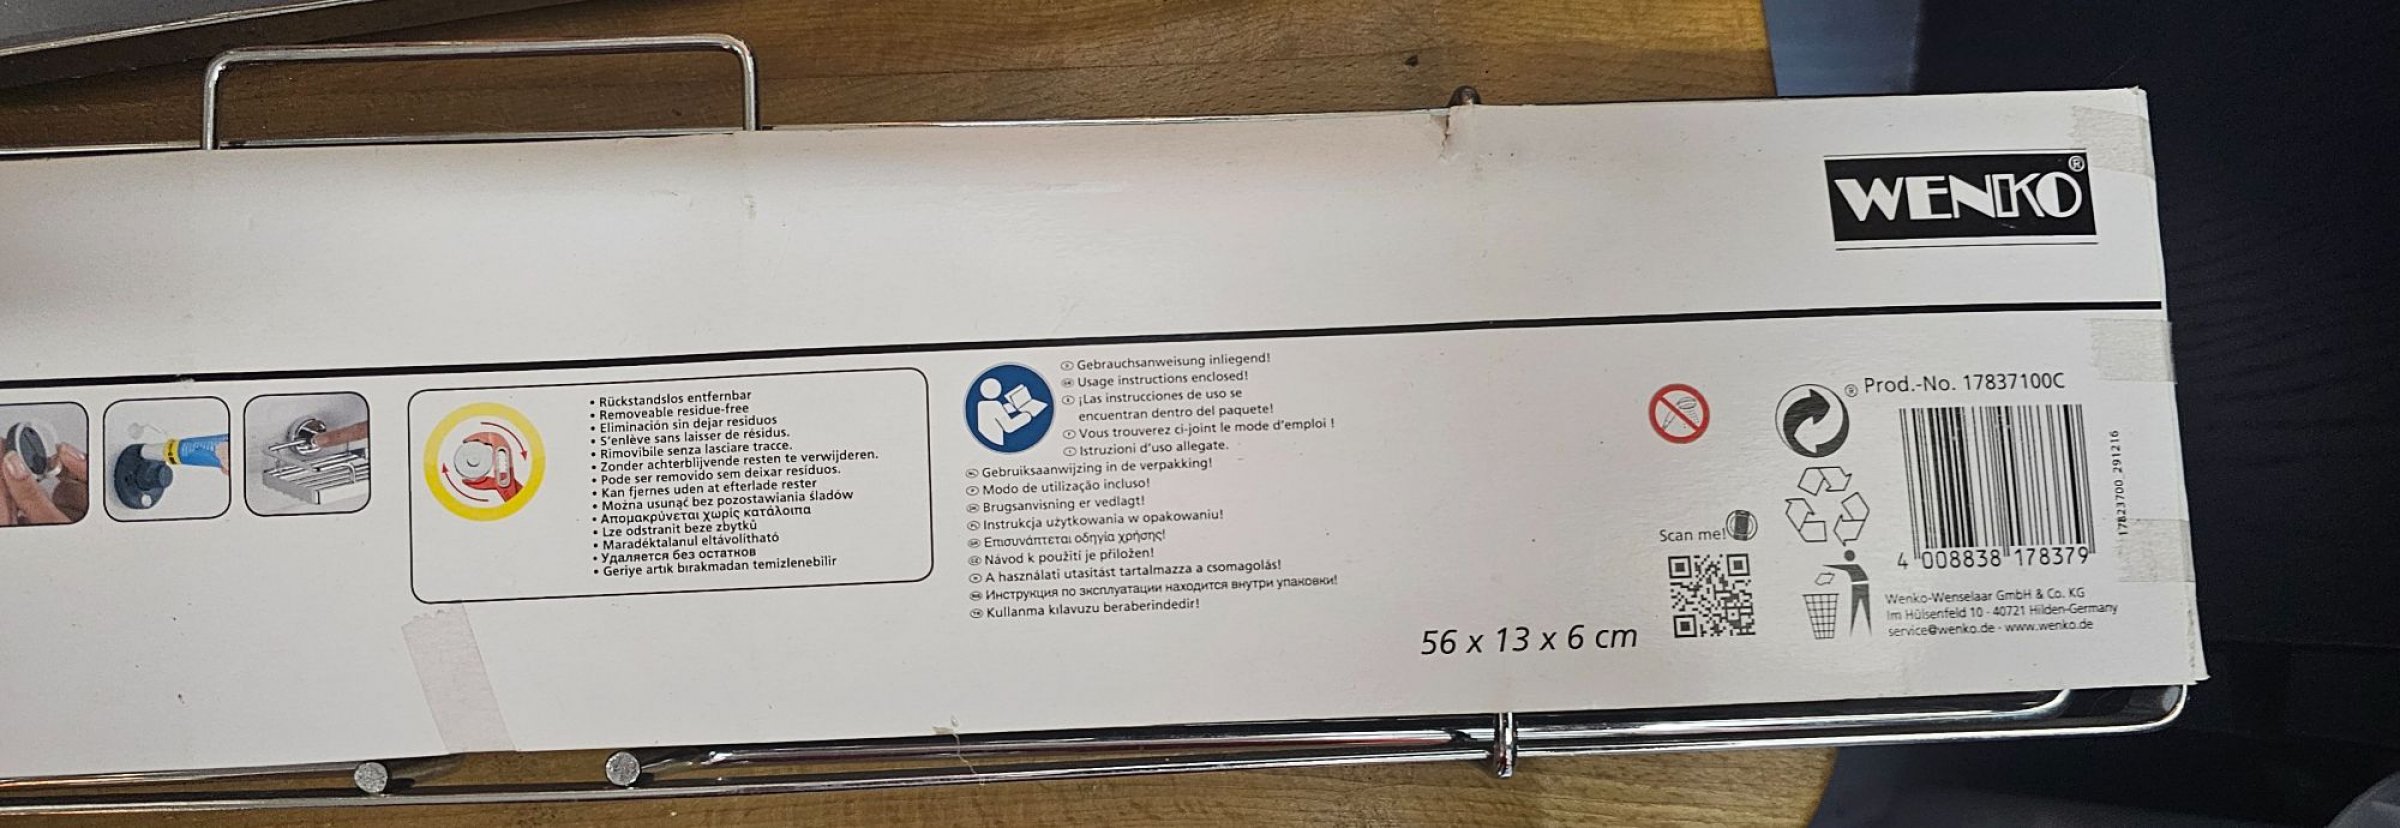 WENKO®
• Rückstandslos entfernbar
• Removeable residue-free
• Eliminación sin dejar residuos
• S'enlève sans laisser de résidus.
• Rimovibile senza lasciare tracce.
• Zonder achterblijvende resten te verwijderen.
• Pode ser removido sem deixar resíduos.
• Kan fjernes uden at efterlade rester
• Można usunąć bez pozostawiania śladów
• Απομακρύνεται χωρίς κατάλοιπα
• Lze odstranit beze zbytků
• Maradéktalanul eltávolítható
• Удаляется без остатков
• Geriye artık bırakmadan temizlenebilir
Gebrauchsanweisung inliegend!
Usage instructions enclosed!
¡Las instrucciones de uso se
encuentran dentro del paquete!
Vous trouverez ci-joint le mode d'emploi !
Istruzioni d'uso allegate.
Gebruiksaanwijzing in de verpakking!
Modo de utilização incluso!
Brugsanvisning er vedlagt!
Instrukcja użytkowania w opakowaniu!
Επισυνάπτεται οδηγία χρήσης!
Návod k použití je přiložen!
A használati utasítást tartalmazza a csomagolás!
Инструкция по эксплуатации находится внутри упаковки!
Kullanma kılavuzu beraberindedir!
56 x 13 x 6 cm
Scan me!
® Prod.-No. 17837100C
4 008838 178379
17823700 291216
Wenko-Wenselaar GmbH & Co. KG
Im Hülsenfeld 10 - 40721 Hilden-Germany
service@wenko.de - www.wenko.de